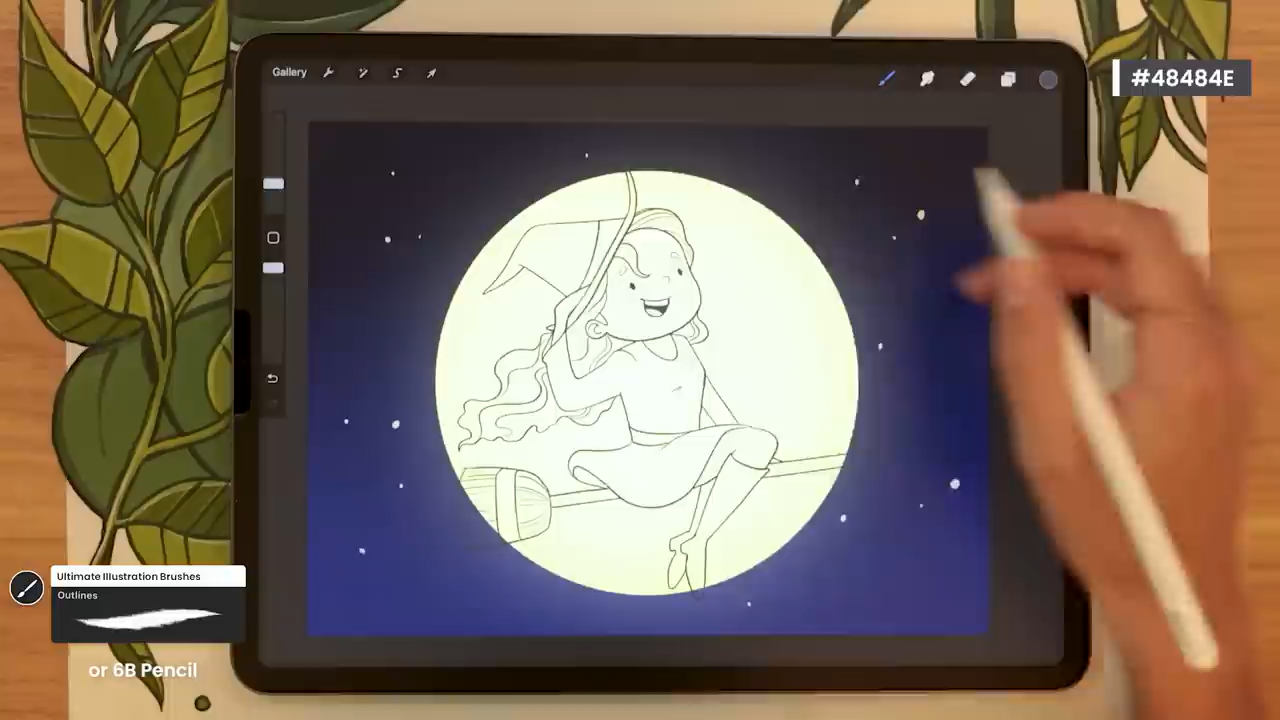 Gallery
#48484E
Ultimate Illustration Brushes
Outlines
or 6B Pencil